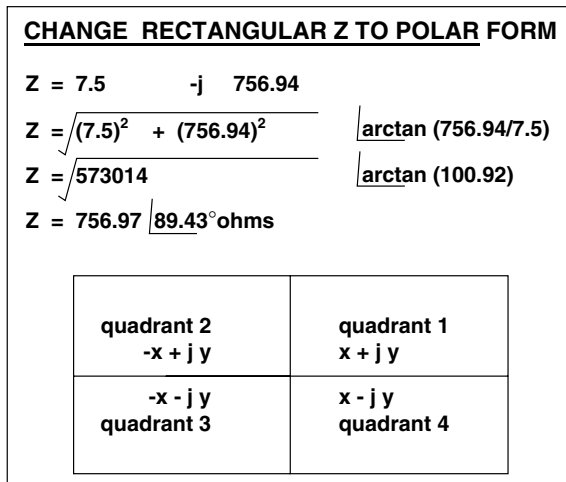 CHANGE RECTANGULAR Z TO POLAR FORM
Z = 7.5 -j 756.94
Z = √(7.5)² + (756.94)² ∠arctan (756.94/7.5)
Z = √573014 ∠arctan (100.92)
Z = 756.97 ∠89.43° ohms
quadrant 2 quadrant 1
-x + j y x + j y
-x - j y x - j y
quadrant 3 quadrant 4